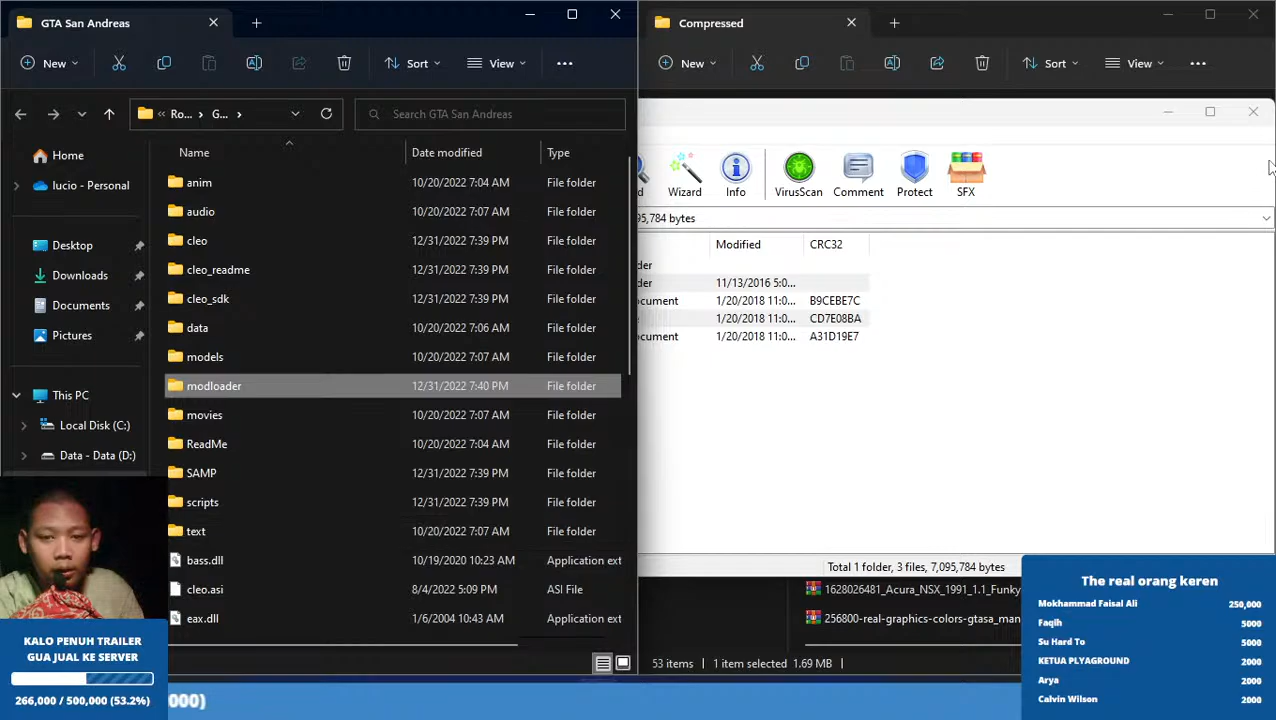 GTA San Andreas
Compressed
New
Sort
View
New
Sort
View
Ro...
G...
Search GTA San Andreas
Name
Date modified
Type
Home
lucio - Personal
Desktop
Downloads
Documents
Pictures
This PC
Local Disk (C:)
Data - Data (D:)
anim 10/20/2022 7:04 AM File folder
audio 10/20/2022 7:07 AM File folder
cleo 12/31/2022 7:39 PM File folder
cleo_readme 12/31/2022 7:39 PM File folder
cleo_sdk 12/31/2022 7:39 PM File folder
data 10/20/2022 7:06 AM File folder
models 10/20/2022 7:07 AM File folder
modloader 12/31/2022 7:40 PM File folder
movies 10/20/2022 7:07 AM File folder
ReadMe 10/20/2022 7:04 AM File folder
SAMP 12/31/2022 7:39 PM File folder
scripts 12/31/2022 7:39 PM File folder
text 10/20/2022 7:07 AM File folder
bass.dll 10/19/2020 10:23 AM Application ext
cleo.asi 8/4/2022 5:09 PM ASI File
eax.dll 1/6/2004 10:43 AM Application ext
d Wizard Info VirusScan Comment Protect SFX
95,784 bytes
Modified CRC32
der
der 11/13/2016 5:0...
ocument 1/20/2018 11:0... B9CEBE7C
1/20/2018 11:0... CD7E08BA
ocument 1/20/2018 11:0... A31D19E7
Total 1 folder, 3 files, 7,095,784 bytes
1628026481_Acura_NSX_1991_1.1_Funky
256800-real-graphics-colors-gtasa_man
53 items 1 item selected 1.69 MB
KALO PENUH TRAILER
GUA JUAL KE SERVER
266,000 / 500,000 (53.2%)
000)
The real orang keren
Mokhammad Faisal Ali 250,000
Faqih 5000
Su Hard To 5000
KETUA PLYAGROUND 2000
Arya 2000
Calvin Wilson 2000